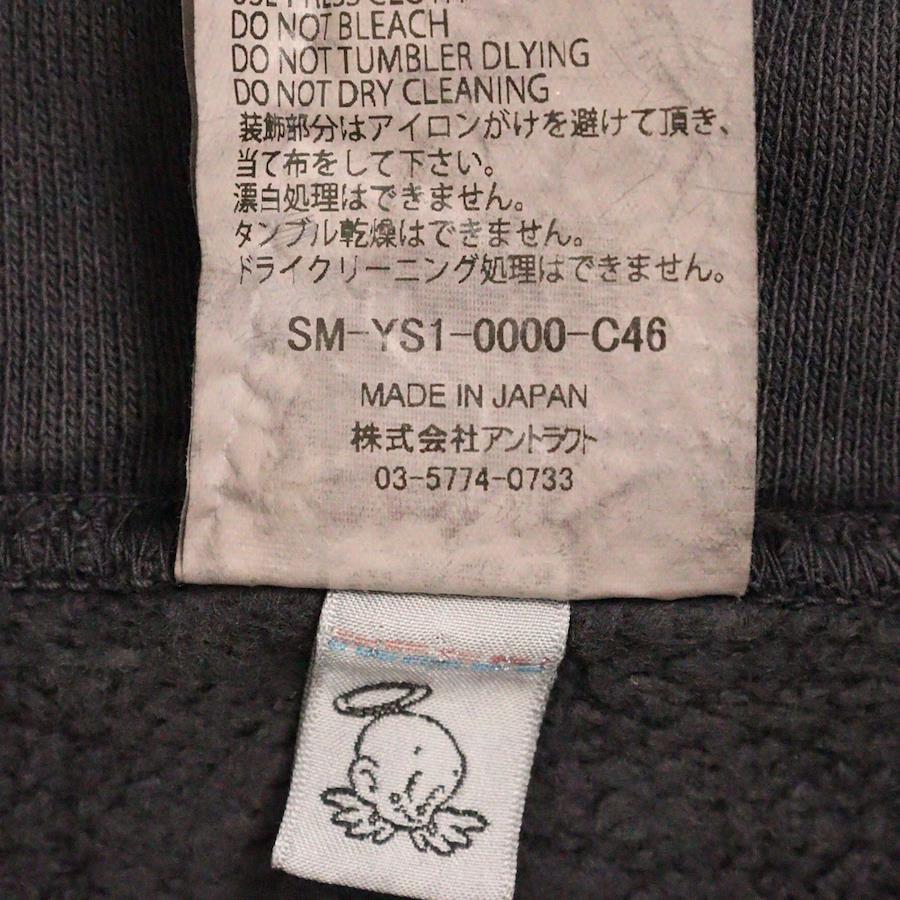 USE PRESS CLOTH
DO NOT BLEACH
DO NOT TUMBLER DLYING
DO NOT DRY CLEANING
装飾部分はアイロンがけを避けて頂き、
当て布をして下さい。
漂白処理はできません。
タンブル乾燥はできません。
ドライクリーニング処理はできません。
SM-YS1-0000-C46
MADE IN JAPAN
株式会社アントラクト
03-5774-0733